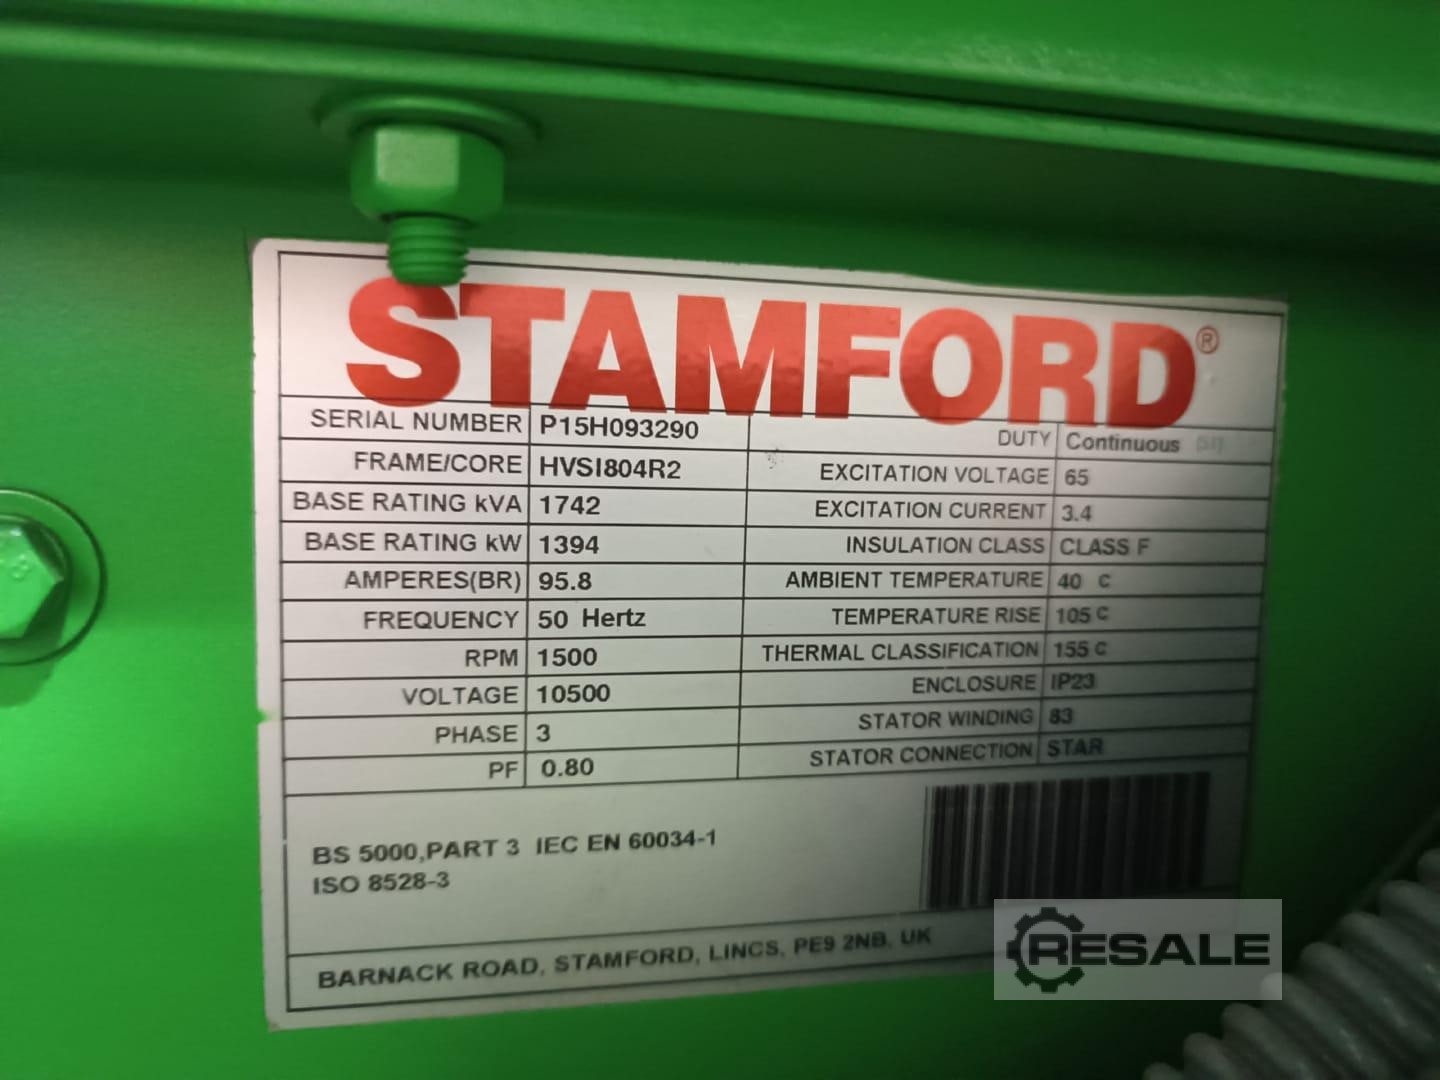 STAMFORD®
SERIAL NUMBER P15H093290 DUTY Continuous
FRAME/CORE HVSI804R2 EXCITATION VOLTAGE 65
BASE RATING kVA 1742 EXCITATION CURRENT 3.4
BASE RATING kW 1394 INSULATION CLASS CLASS F
AMPERES(BR) 95.8 AMBIENT TEMPERATURE 40 C
FREQUENCY 50 Hertz TEMPERATURE RISE 105 C
RPM 1500 THERMAL CLASSIFICATION 155 C
VOLTAGE 10500 ENCLOSURE IP23
PHASE 3 STATOR WINDING 83
PF 0.80 STATOR CONNECTION STAR
BS 5000,PART 3 IEC EN 60034-1
ISO 8528-3
BARNACK ROAD, STAMFORD, LINCS, PE9 2NB, UK
RESALE